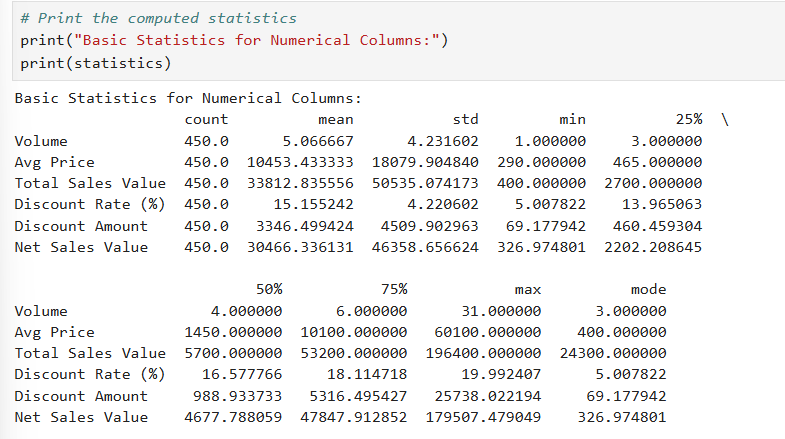 # Print the computed statistics
print("Basic Statistics for Numerical Columns:")
print(statistics)
Basic Statistics for Numerical Columns:
count mean std min 25% \
Volume 450.0 5.066667 4.231602 1.000000 3.000000
Avg Price 450.0 10453.433333 18079.904840 290.000000 465.000000
Total Sales Value 450.0 33812.835556 50535.074173 400.000000 2700.000000
Discount Rate (%) 450.0 15.155242 4.220602 5.007822 13.965063
Discount Amount 450.0 3346.499424 4509.902963 69.177942 460.459304
Net Sales Value 450.0 30466.336131 46358.656624 326.974801 2202.208645
50% 75% max mode
Volume 4.000000 6.000000 31.000000 3.000000
Avg Price 1450.000000 10100.000000 60100.000000 400.000000
Total Sales Value 5700.000000 53200.000000 196400.000000 24300.000000
Discount Rate (%) 16.577766 18.114718 19.992407 5.007822
Discount Amount 988.933733 5316.495427 25738.022194 69.177942
Net Sales Value 4677.788059 47847.912852 179507.479049 326.974801